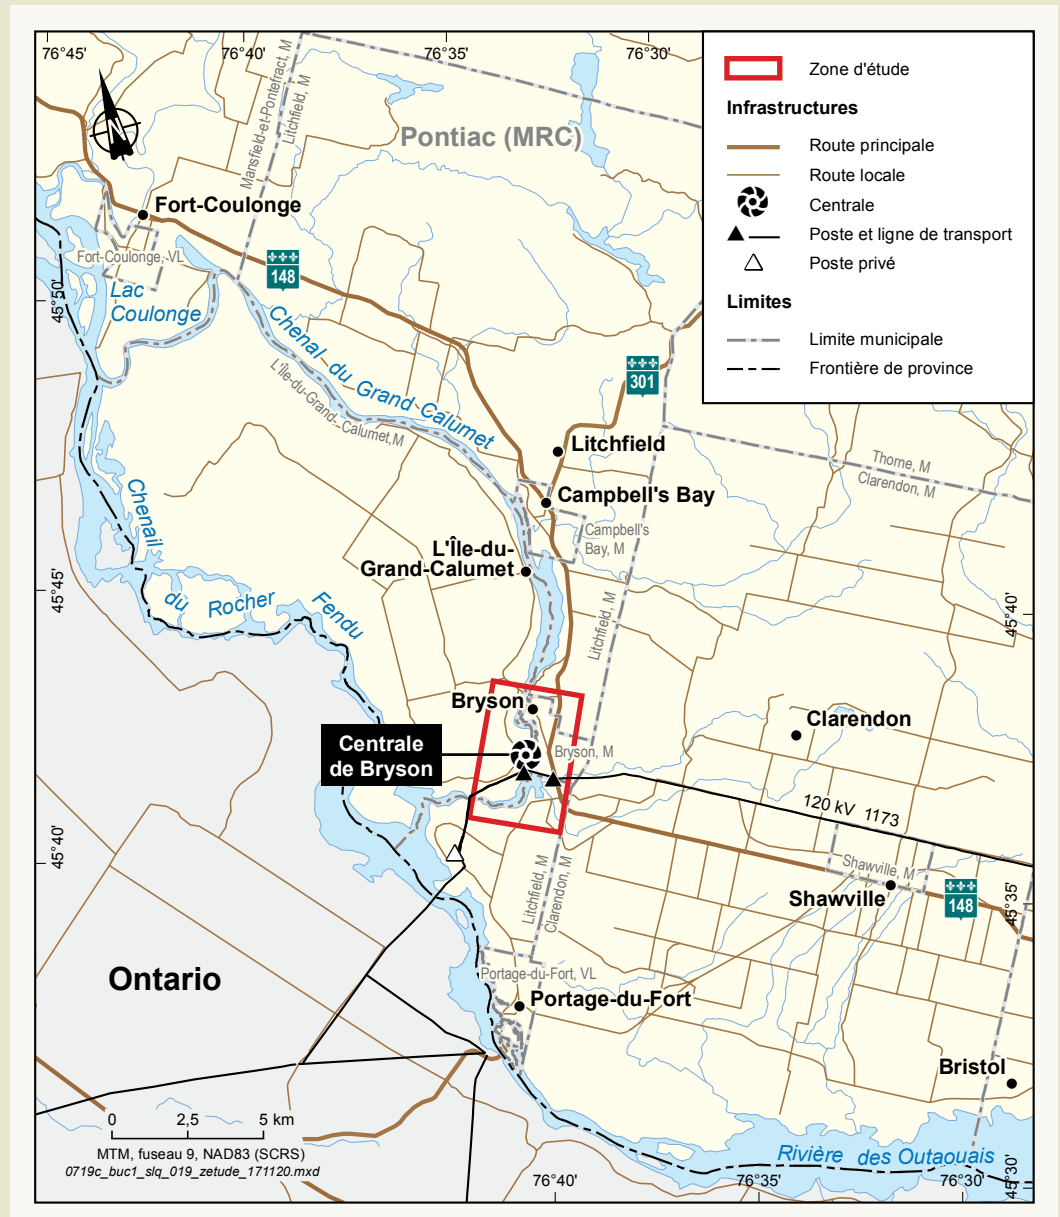 76°45'
76°40'
76°35'
76°30'
Zone d'étude
Infrastructures
Route principale
Route locale
Centrale
Poste et ligne de transport
Poste privé
Limites
Limite municipale
Frontière de province
Mansfield-et-Pontefract, M
Litchfield, M
Pontiac (MRC)
Fort-Coulonge
Fort-Coulonge, VL
148
Lac
Coulonge
45°50'
Chenal du Grand Calumet
L'Île-du-Grand-Calumet, M
301
Litchfield
Thorne, M
Clarendon, M
Campbell's Bay
Campbell's
Bay, M
Chenail
du Rocher Fendu
L'Île-du-
Grand-Calumet
45°45'
45°40'
Litchfield, M
Bryson
Clarendon
Centrale
de Bryson
Bryson, M
120 kV 1173
45°40'
Litchfield, M
Clarendon, M
Shawville, M
Shawville
148
45°35'
Ontario
Portage-du-Fort, VL
Portage-du-Fort
Bristol
0 2,5 5 km
MTM, fuseau 9, NAD83 (SCRS)
0719c_buc1_slq_019_zetude_171120.mxd
Rivière des Outaouais
76°40'
76°35'
76°30'
45°30'